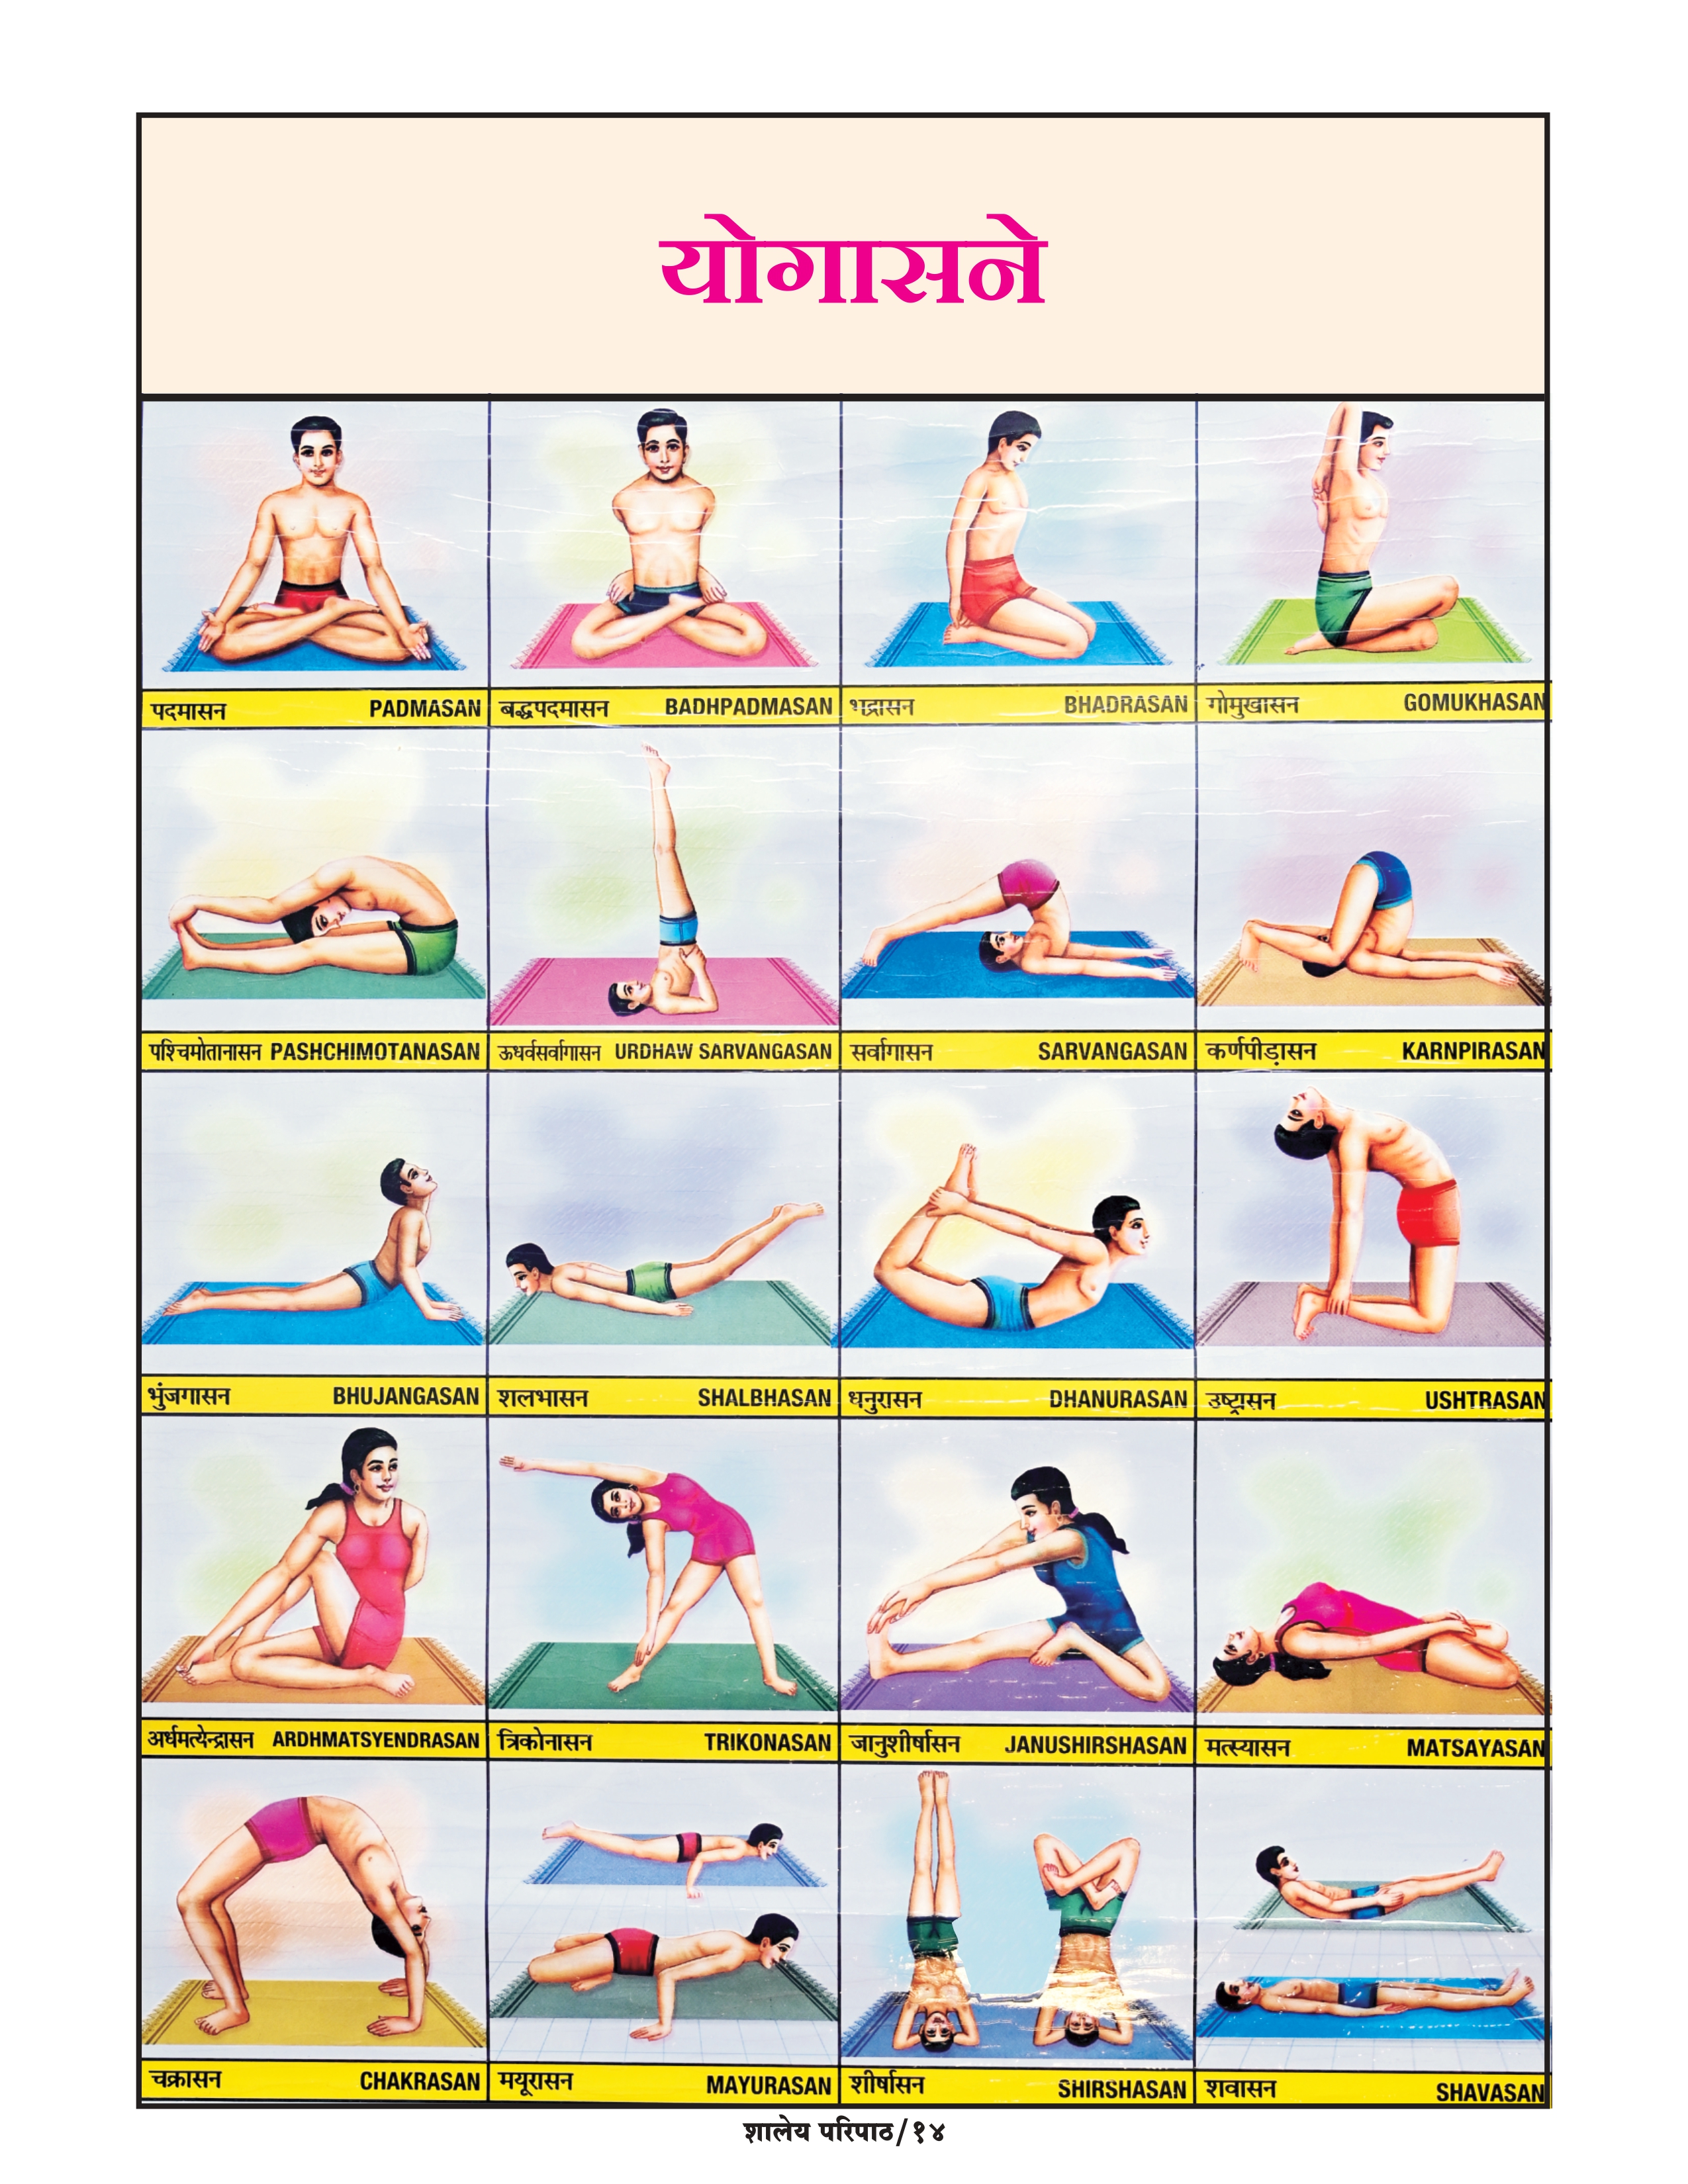 योगासने
पदमासन PADMASAN
बद्धपदमासन BADHPADMASAN
भद्रासन BHADRASAN
गोमुखासन GOMUKHASAN
पश्चिमोतानासन PASHCHIMOTANASAN
ऊधर्वसर्वागासन URDHAW SARVANGASAN
सर्वागासन SARVANGASAN
कर्णपीड़ासन KARNPIRASAN
भुंजगासन BHUJANGASAN
शलभासन SHALBHASAN
धनुरासन DHANURASAN
उष्ट्रासन USHTRASAN
अर्धमत्येन्द्रासन ARDHMATSYENDRASAN
त्रिकोनासन TRIKONASAN
जानुशीर्षासन JANUSHIRSHASAN
मत्स्यासन MATSAYASAN
चक्रासन CHAKRASAN
मयूरासन MAYURASAN
शीर्षासन SHIRSHASAN
शवासन SHAVASAN
शालेय परिपाठ/१४